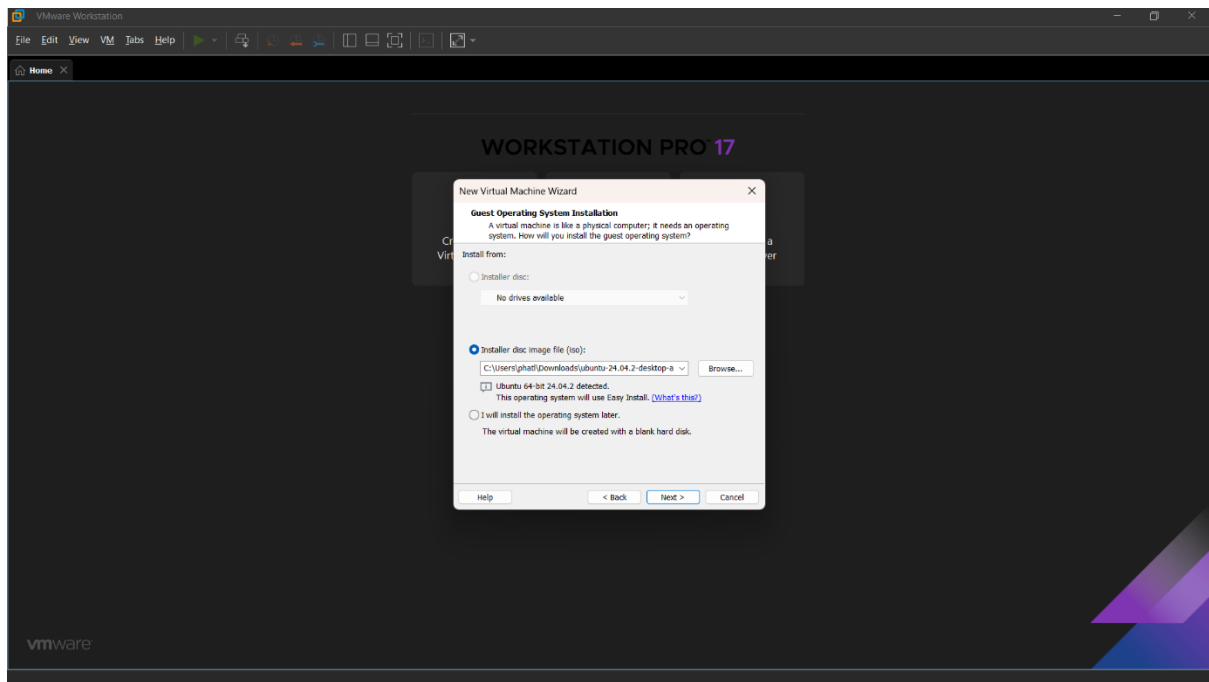 VMware Workstation
File Edit View VM Tabs Help
Home
WORKSTATION PRO™ 17
New Virtual Machine Wizard
Guest Operating System Installation
A virtual machine is like a physical computer; it needs an operating
system. How will you install the guest operating system?
Install from:
Installer disc:
No drives available
Installer disc image file (iso):
C:\Users\phatl\Downloads\ubuntu-24.04.2-desktop-a
Browse...
Ubuntu 64-bit 24.04.2 detected.
This operating system will use Easy Install. (What's this?)
I will install the operating system later.
The virtual machine will be created with a blank hard disk.
Help
< Back
Next >
Cancel
Cr
a
Virt
ver
vmware